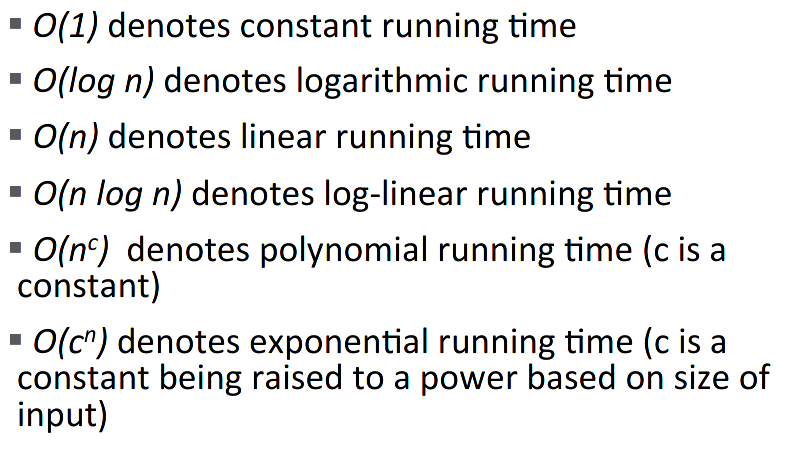 ▪ O(1) denotes constant running time
▪ O(log n) denotes logarithmic running time
▪ O(n) denotes linear running time
▪ O(n log n) denotes log-linear running time
▪ O(nᶜ) denotes polynomial running time (c is a
constant)
▪ O(cⁿ) denotes exponential running time (c is a
constant being raised to a power based on size of
input)